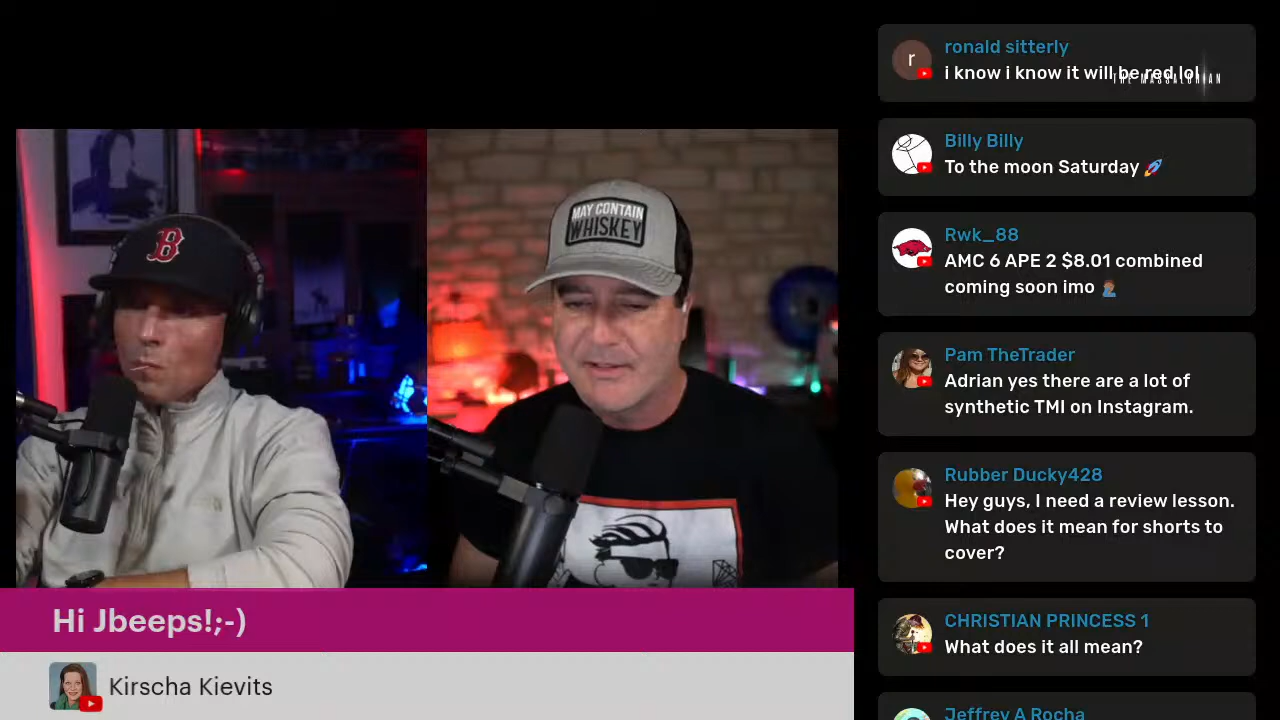 ronald sitterly
r
i know i know it will be red lol
THE MASSALONIAN
Billy Billy
To the moon Saturday 🚀
Rwk_88
AMC 6 APE 2 $8.01 combined
coming soon imo 🤦🏽‍♂️
Pam TheTrader
Adrian yes there are a lot of
synthetic TMI on Instagram.
Rubber Ducky428
Hey guys, I need a review lesson.
What does it mean for shorts to
cover?
CHRISTIAN PRINCESS 1
What does it all mean?
Jeffrey A Rocha
B
MAY CONTAIN
WHISKEY
Hi Jbeeps!;-)
Kirscha Kievits